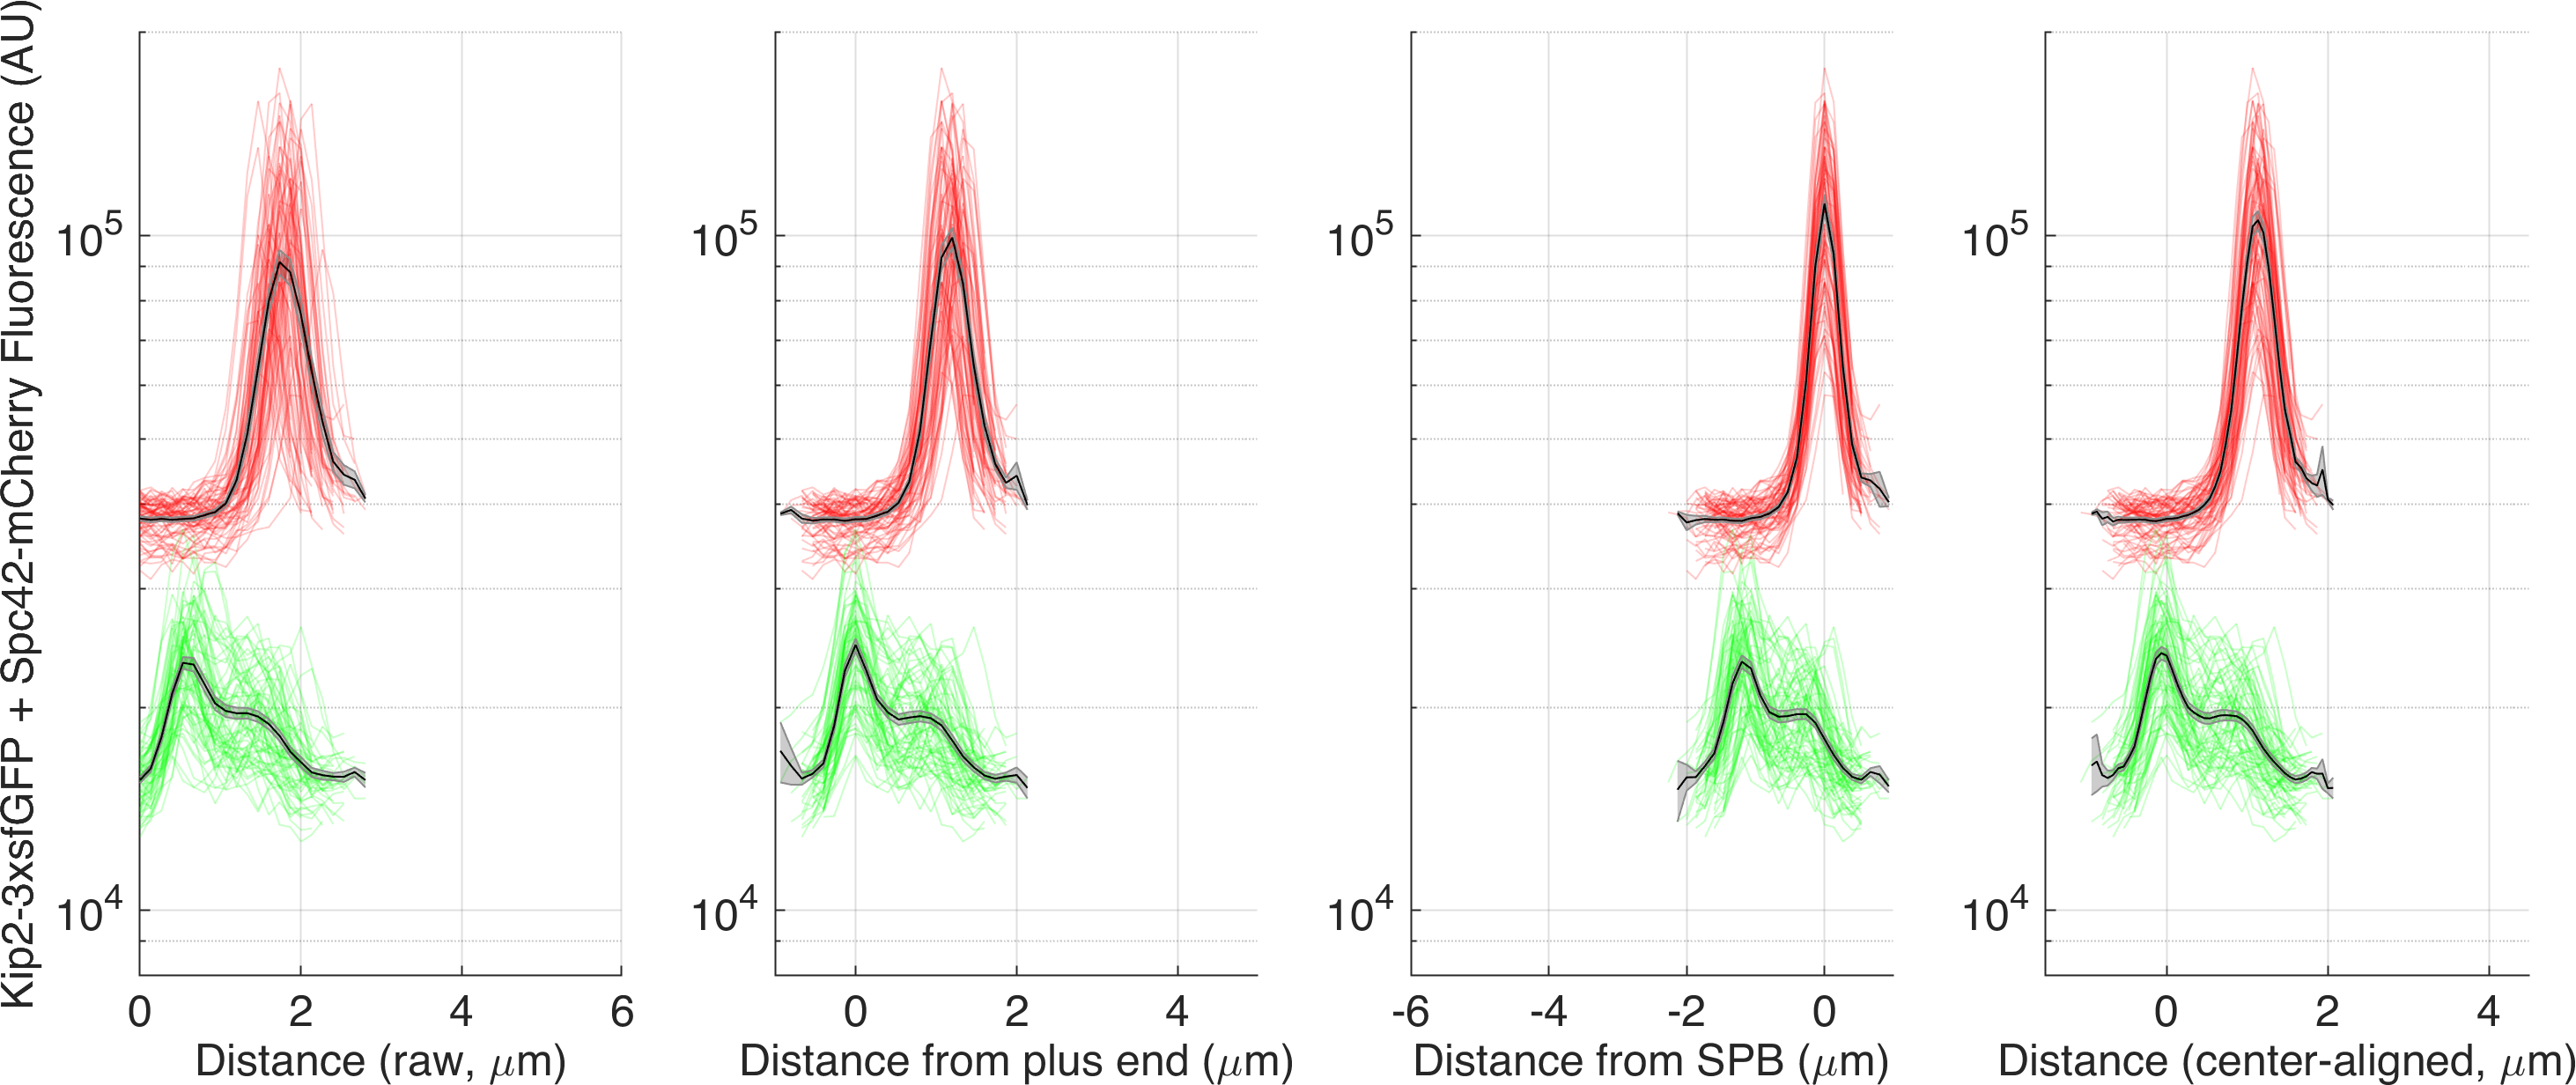 Kip2-3xsfGFP + Spc42-mCherry Fluorescence (AU)
10^5
10^4
0 2 4 6
Distance (raw, μm)
10^5
10^4
0 2 4
Distance from plus end (μm)
10^5
10^4
-6 -4 -2 0
Distance from SPB (μm)
10^5
10^4
0 2 4
Distance (center-aligned, μm)